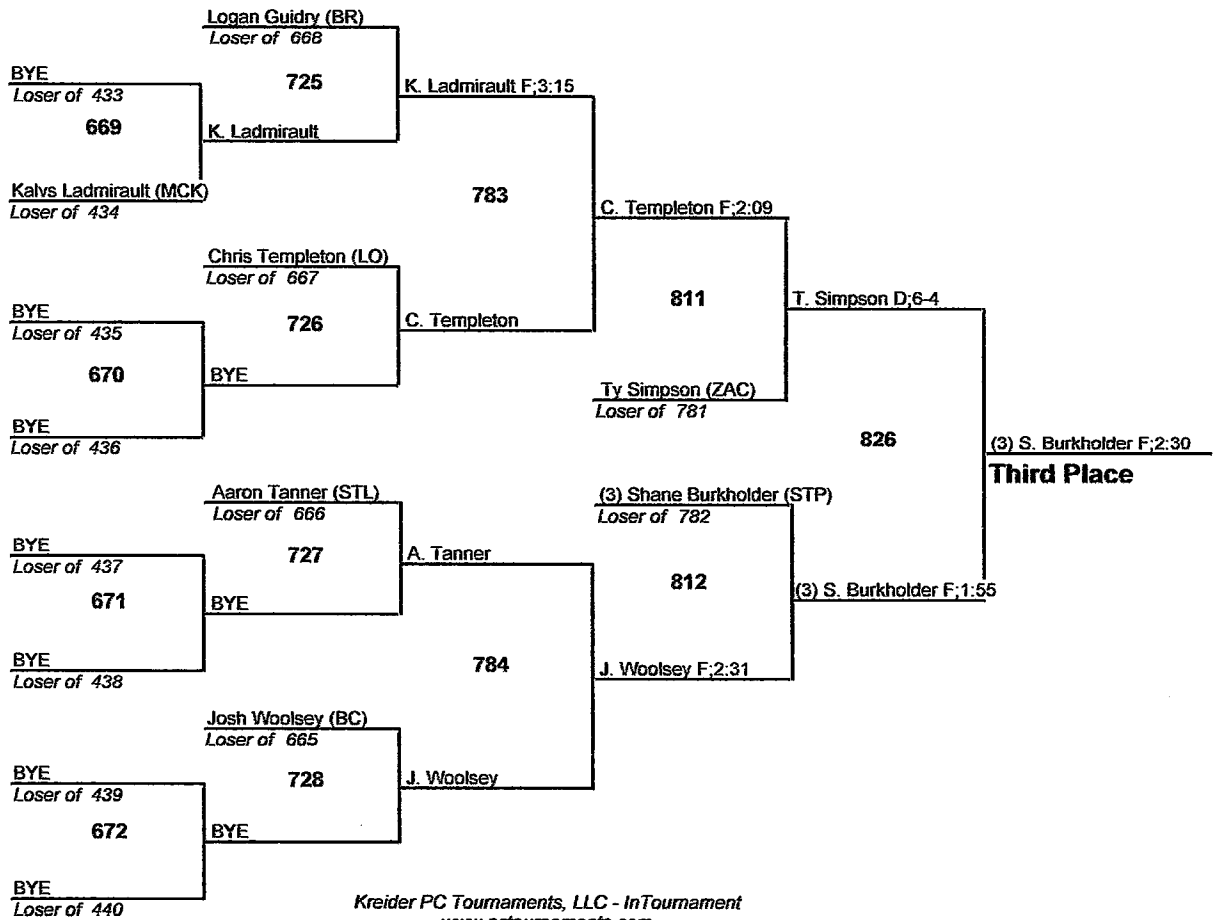 Logan Guidry (BR)
Loser of 668
BYE
Loser of 433
725
K. Ladmirault F;3:15
669
K. Ladmirault
Kalvs Ladmirault (MCK)
Loser of 434
783
C. Templeton F;2:09
Chris Templeton (LO)
Loser of 667
BYE
Loser of 435
726
C. Templeton
811
T. Simpson D;6-4
670
BYE
Ty Simpson (ZAC)
Loser of 781
BYE
Loser of 436
826
(3) S. Burkholder F;2:30
Third Place
Aaron Tanner (STL)
Loser of 666
(3) Shane Burkholder (STP)
Loser of 782
BYE
Loser of 437
727
A. Tanner
671
BYE
812
(3) S. Burkholder F;1:55
BYE
Loser of 438
784
J. Woolsey F;2:31
Josh Woolsey (BC)
Loser of 665
BYE
Loser of 439
728
J. Woolsey
672
BYE
BYE
Loser of 440
Kreider PC Tournaments, LLC - InTournament